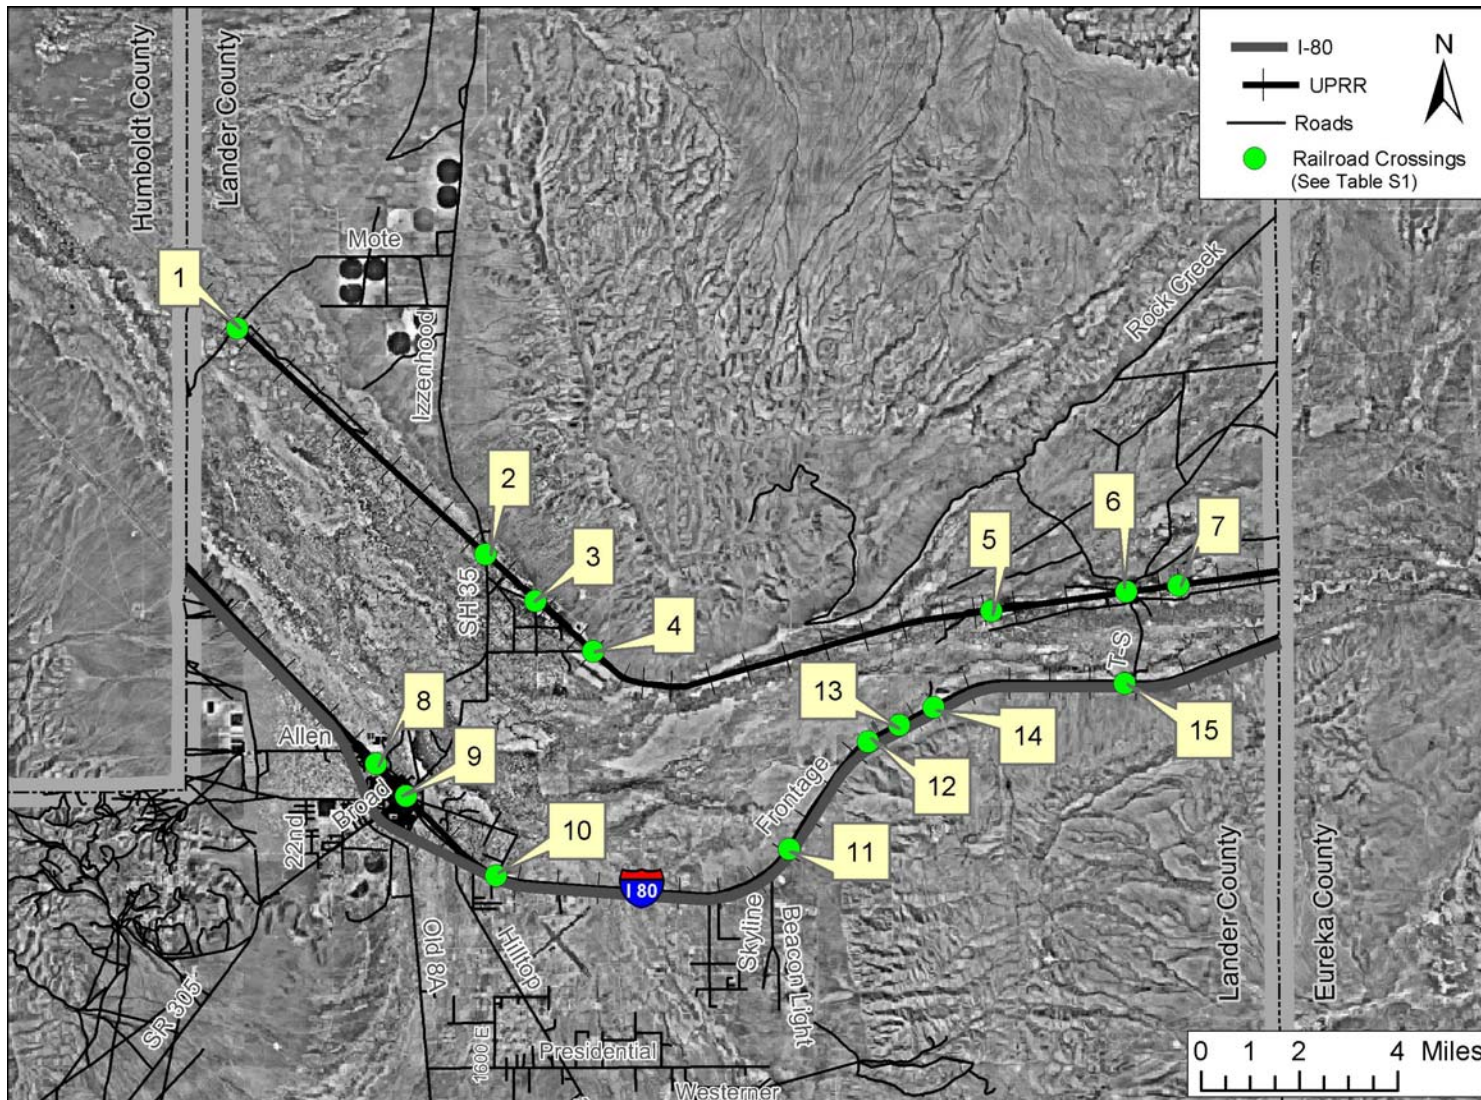 I-80
N
UPRR
Roads
Railroad Crossings
(See Table S1)
Humboldt County
Lander County
Mote
1
Izzenhood
Rock Creek
2
3
4
5
6
7
SH 35
T-S
8
9
10
13
14
15
12
11
Allen
Broad
22nd
Frontage
I 80
Skyline
Beacon Light
Old 8A
Hilltop
SR 305
1600 E
Presidential
Westerner
Lander County
Eureka County
0 1 2 4 Miles